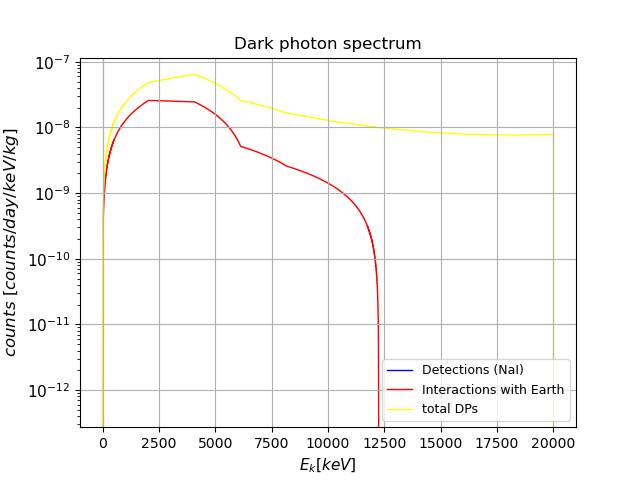 Dark photon spectrum
counts [counts/day/keV/kg]
10⁻⁷
10⁻⁸
10⁻⁹
10⁻¹⁰
10⁻¹¹
10⁻¹²
Detections (NaI)
Interactions with Earth
total DPs
0 2500 5000 7500 10000 12500 15000 17500 20000
Eₖ[keV]